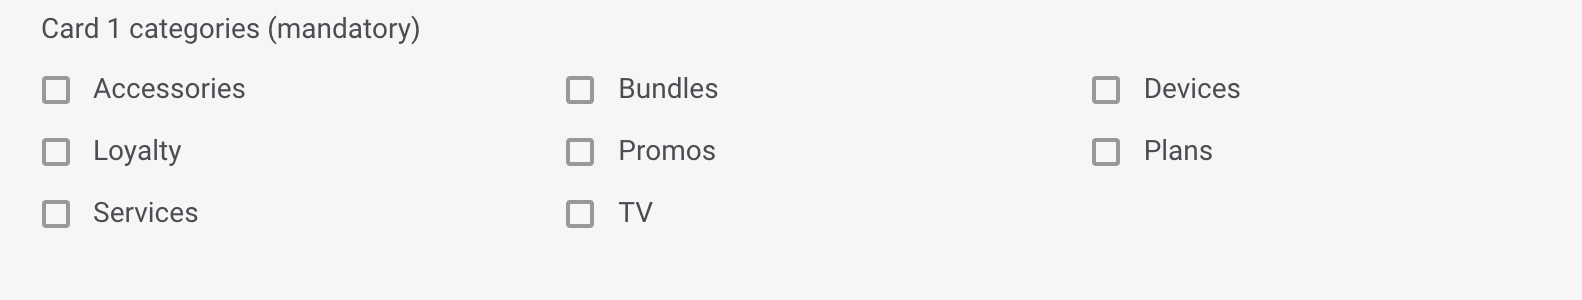 Card 1 categories (mandatory)
Accessories Bundles Devices
Loyalty Promos Plans
Services TV